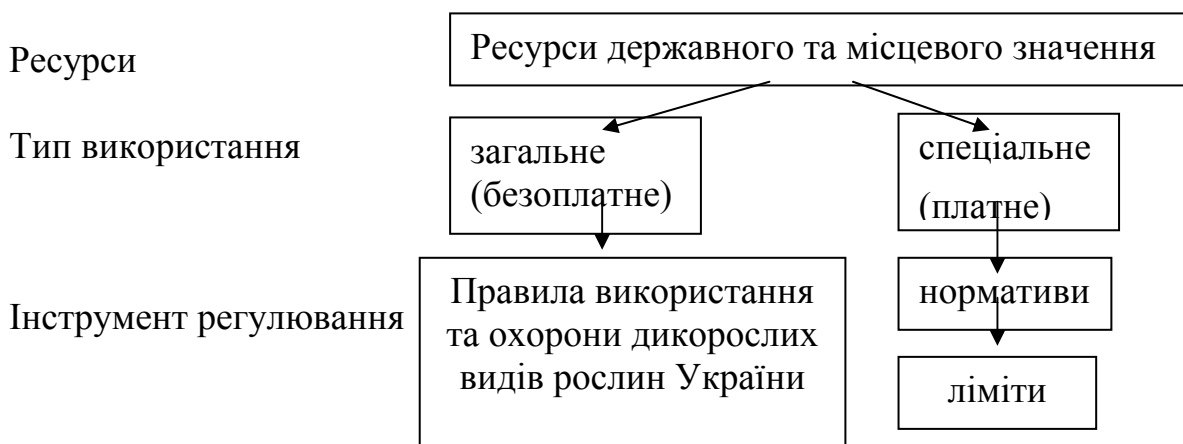 Ресурси
Ресурси державного та місцевого значення
Тип використання
загальне
(безоплатне)
спеціальне
(платне)
Інструмент регулювання
Правила використання
та охорони дикорослих
видів рослин України
нормативи
ліміти